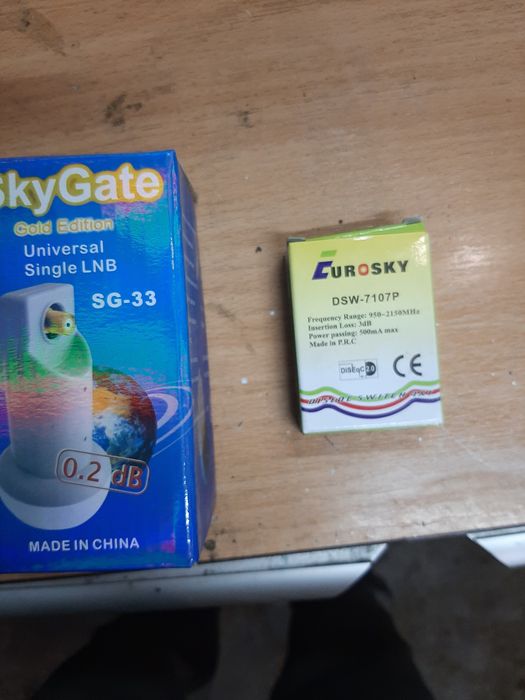 SkyGate
Gold Edition
Universal
Single LNB
SG-33
0.2 dB
MADE IN CHINA
EUROSKY
DSW-7107P
Frequency Range: 950~2150MHz
Insertion Loss: 3dB
Power passing: 500mA max
Made in P.R.C
DiSEqC 2.0
CE